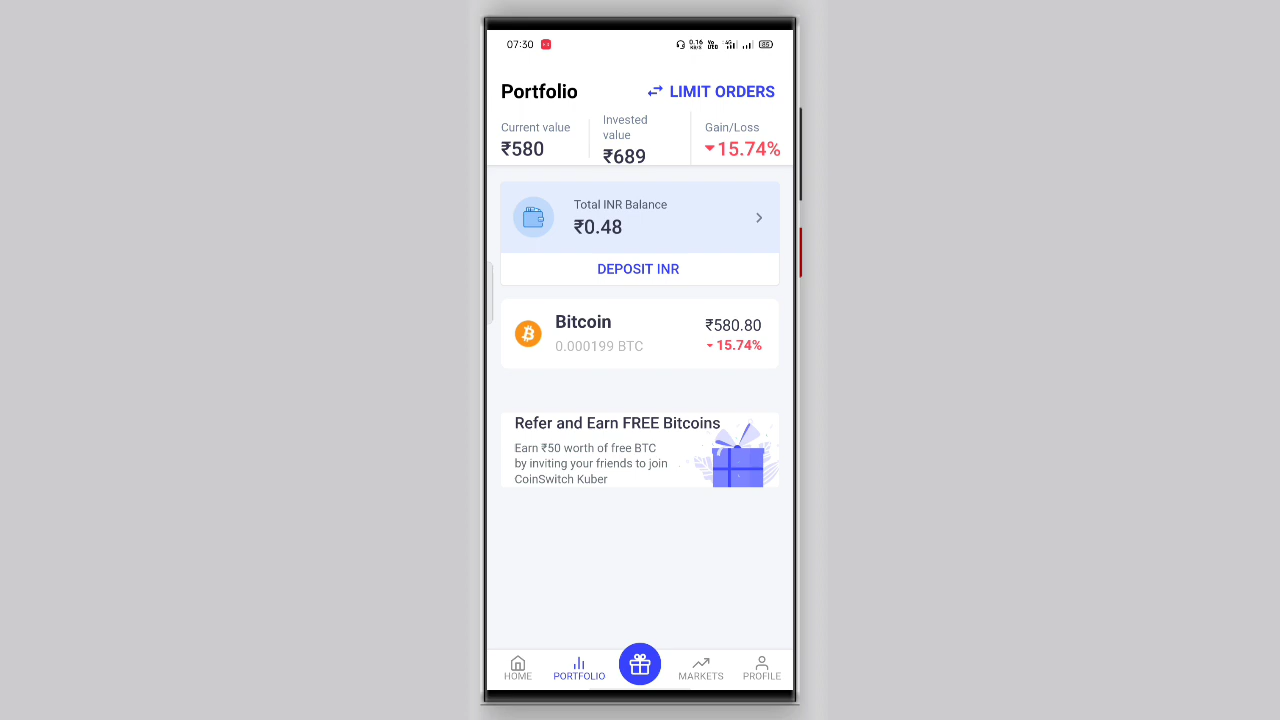 07:30
85
Portfolio
LIMIT ORDERS
Current value
₹580
Invested
value
₹689
Gain/Loss
15.74%
Total INR Balance
₹0.48
DEPOSIT INR
Bitcoin
0.000199 BTC
₹580.80
15.74%
Refer and Earn FREE Bitcoins
Earn ₹50 worth of free BTC
by inviting your friends to join
CoinSwitch Kuber
HOME
PORTFOLIO
MARKETS
PROFILE